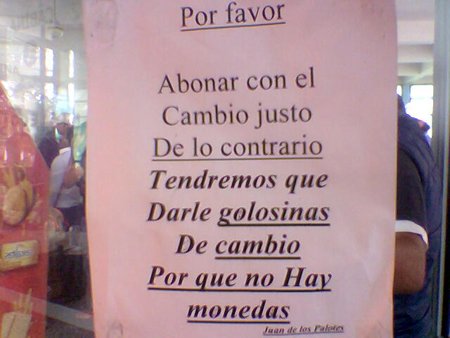 Por favor
Abonar con el
Cambio justo
De lo contrario
Tendremos que
Darle golosinas
De cambio
Por que no Hay
monedas
Juan de los Palotes